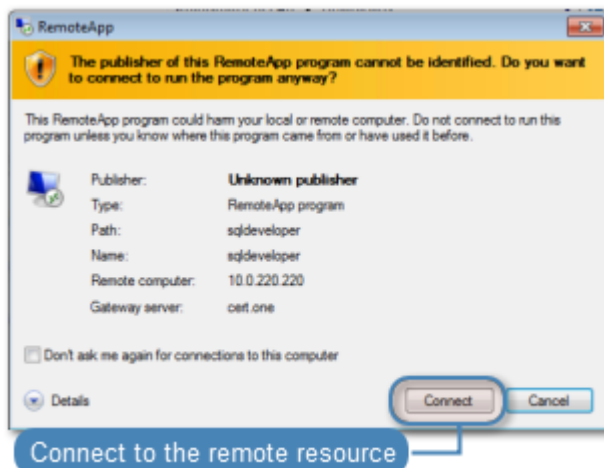 RemoteApp
The publisher of this RemoteApp program cannot be identified. Do you want
to connect to run the program anyway?
This RemoteApp program could harm your local or remote computer. Do not connect to run this
program unless you know where this program came from or have used it before.
Publisher: Unknown publisher
Type: RemoteApp program
Path: sqldeveloper
Name: sqldeveloper
Remote computer: 10.0.220.220
Gateway server: cert.one
Don't ask me again for connections to this computer
Details
Connect
Cancel
Connect to the remote resource